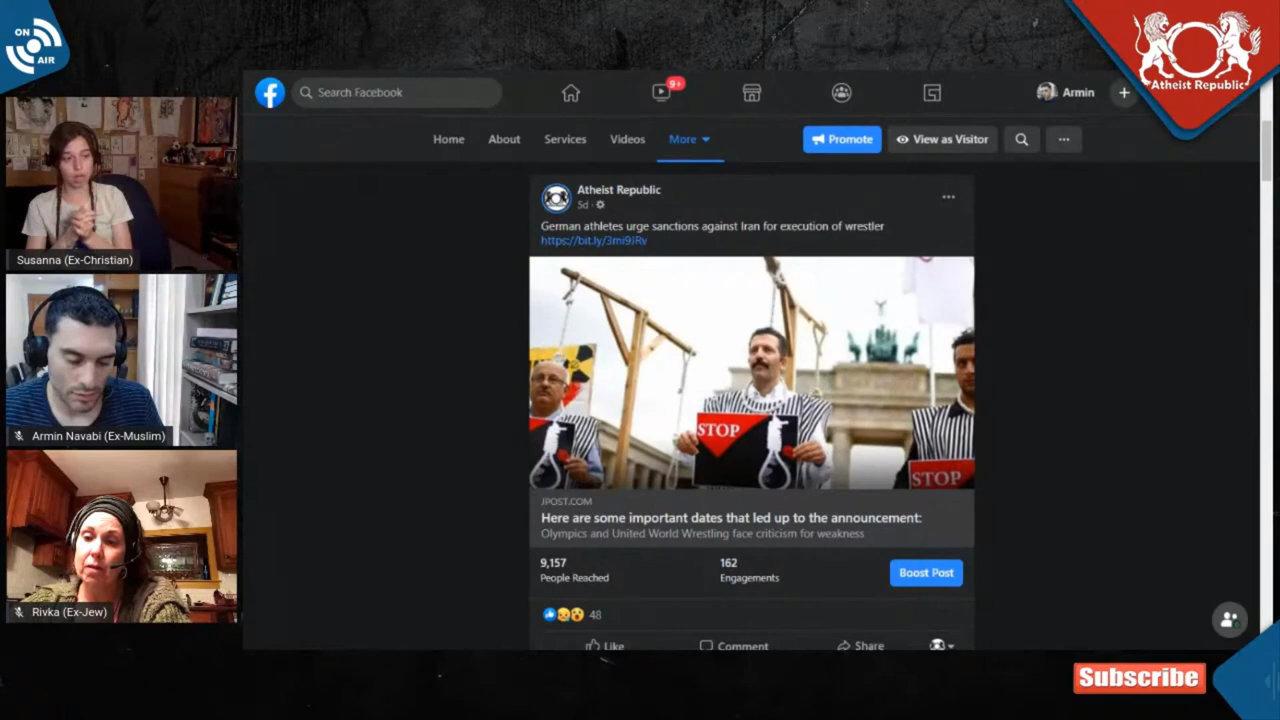 ON
AIR
Atheist Republic
Search Facebook
9+
Armin
Home
About
Services
Videos
More
Promote
View as Visitor
Atheist Republic
5d
German athletes urge sanctions against Iran for execution of wrestler
https://bit.ly/3mi9JRv
STOP
STOP
JPOST.COM
Here are some important dates that led up to the announcement:
Olympics and United World Wrestling face criticism for weakness
9,157
People Reached
162
Engagements
Boost Post
48
Like
Comment
Share
Susanna (Ex-Christian)
Armin Navabi (Ex-Muslim)
Rivka (Ex-Jew)
Subscribe